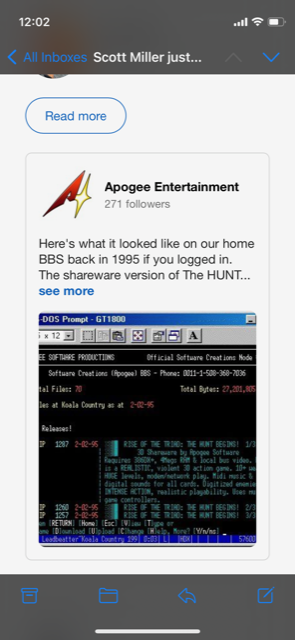 12:02
All Inboxes
Scott Miller just...
Read more
Apogee Entertainment
271 followers
Here's what it looked like on our home
BBS back in 1995 if you logged in.
The shareware version of The HUNT...
see more
-DOS Prompt - GT1800
x 12
EE SOFTWARE PRODUCTIONS Official Software Creations Node
Software Creations (Apogee) BBS - Phone: 0011-1-508-368-7036
tal Files: 70 Total Bytes: 27,201,805
les at Koala Country as at 2-02-95
Releases!
IP 1287 2-02-95 RISE OF THE TRIAD: THE HUNT BEGINS! 1/3
3D Shareware by Apogee Software
Requires 386DX+, 4Megs RAM & local bus video.
is a REALISTIC, violent 3D action game. 10+
HUGE levels, modem/network play. Midi music &
digital sounds for all cards. Digitized enemie
INTENSE ACTION, realistic playability. Uses
game controllers.
IP 1260 2-02-95 RISE OF THE TRIAD: THE HUNT BEGINS! 2/3
IP 1257 2-02-95 RISE OF THE TRIAD: THE HUNT BEGINS! 3/
[RETURN] [Home] [Esc] [V]iew [T]ype or
[D]ownload [U]pload [C]hange [H]elp, More? [Y/n/ns]
Leadbeatter Koala Country 57600